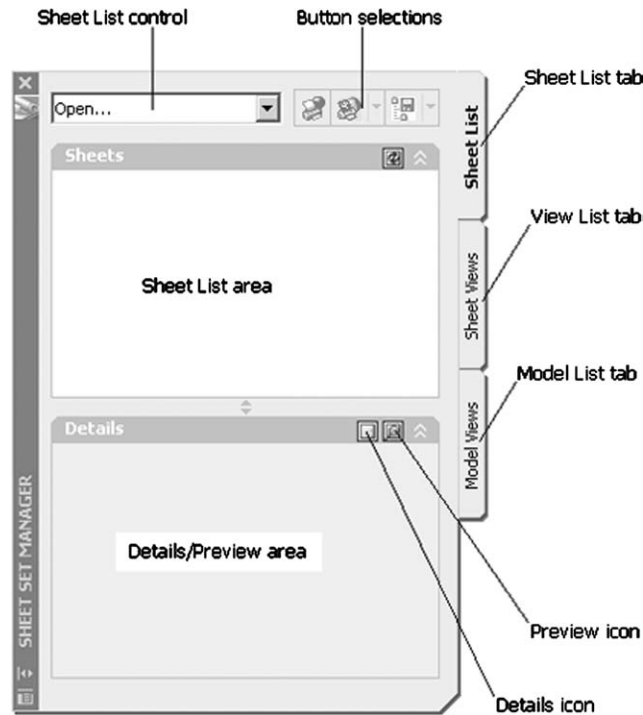 Sheet List control
Button selections
Sheet List tab
Open...
Sheet List
Sheets
View List tab
Sheet List area
Sheet Views
Model List tab
Details
Model Views
SHEET SET MANAGER
Details/Preview area
Preview icon
Details icon